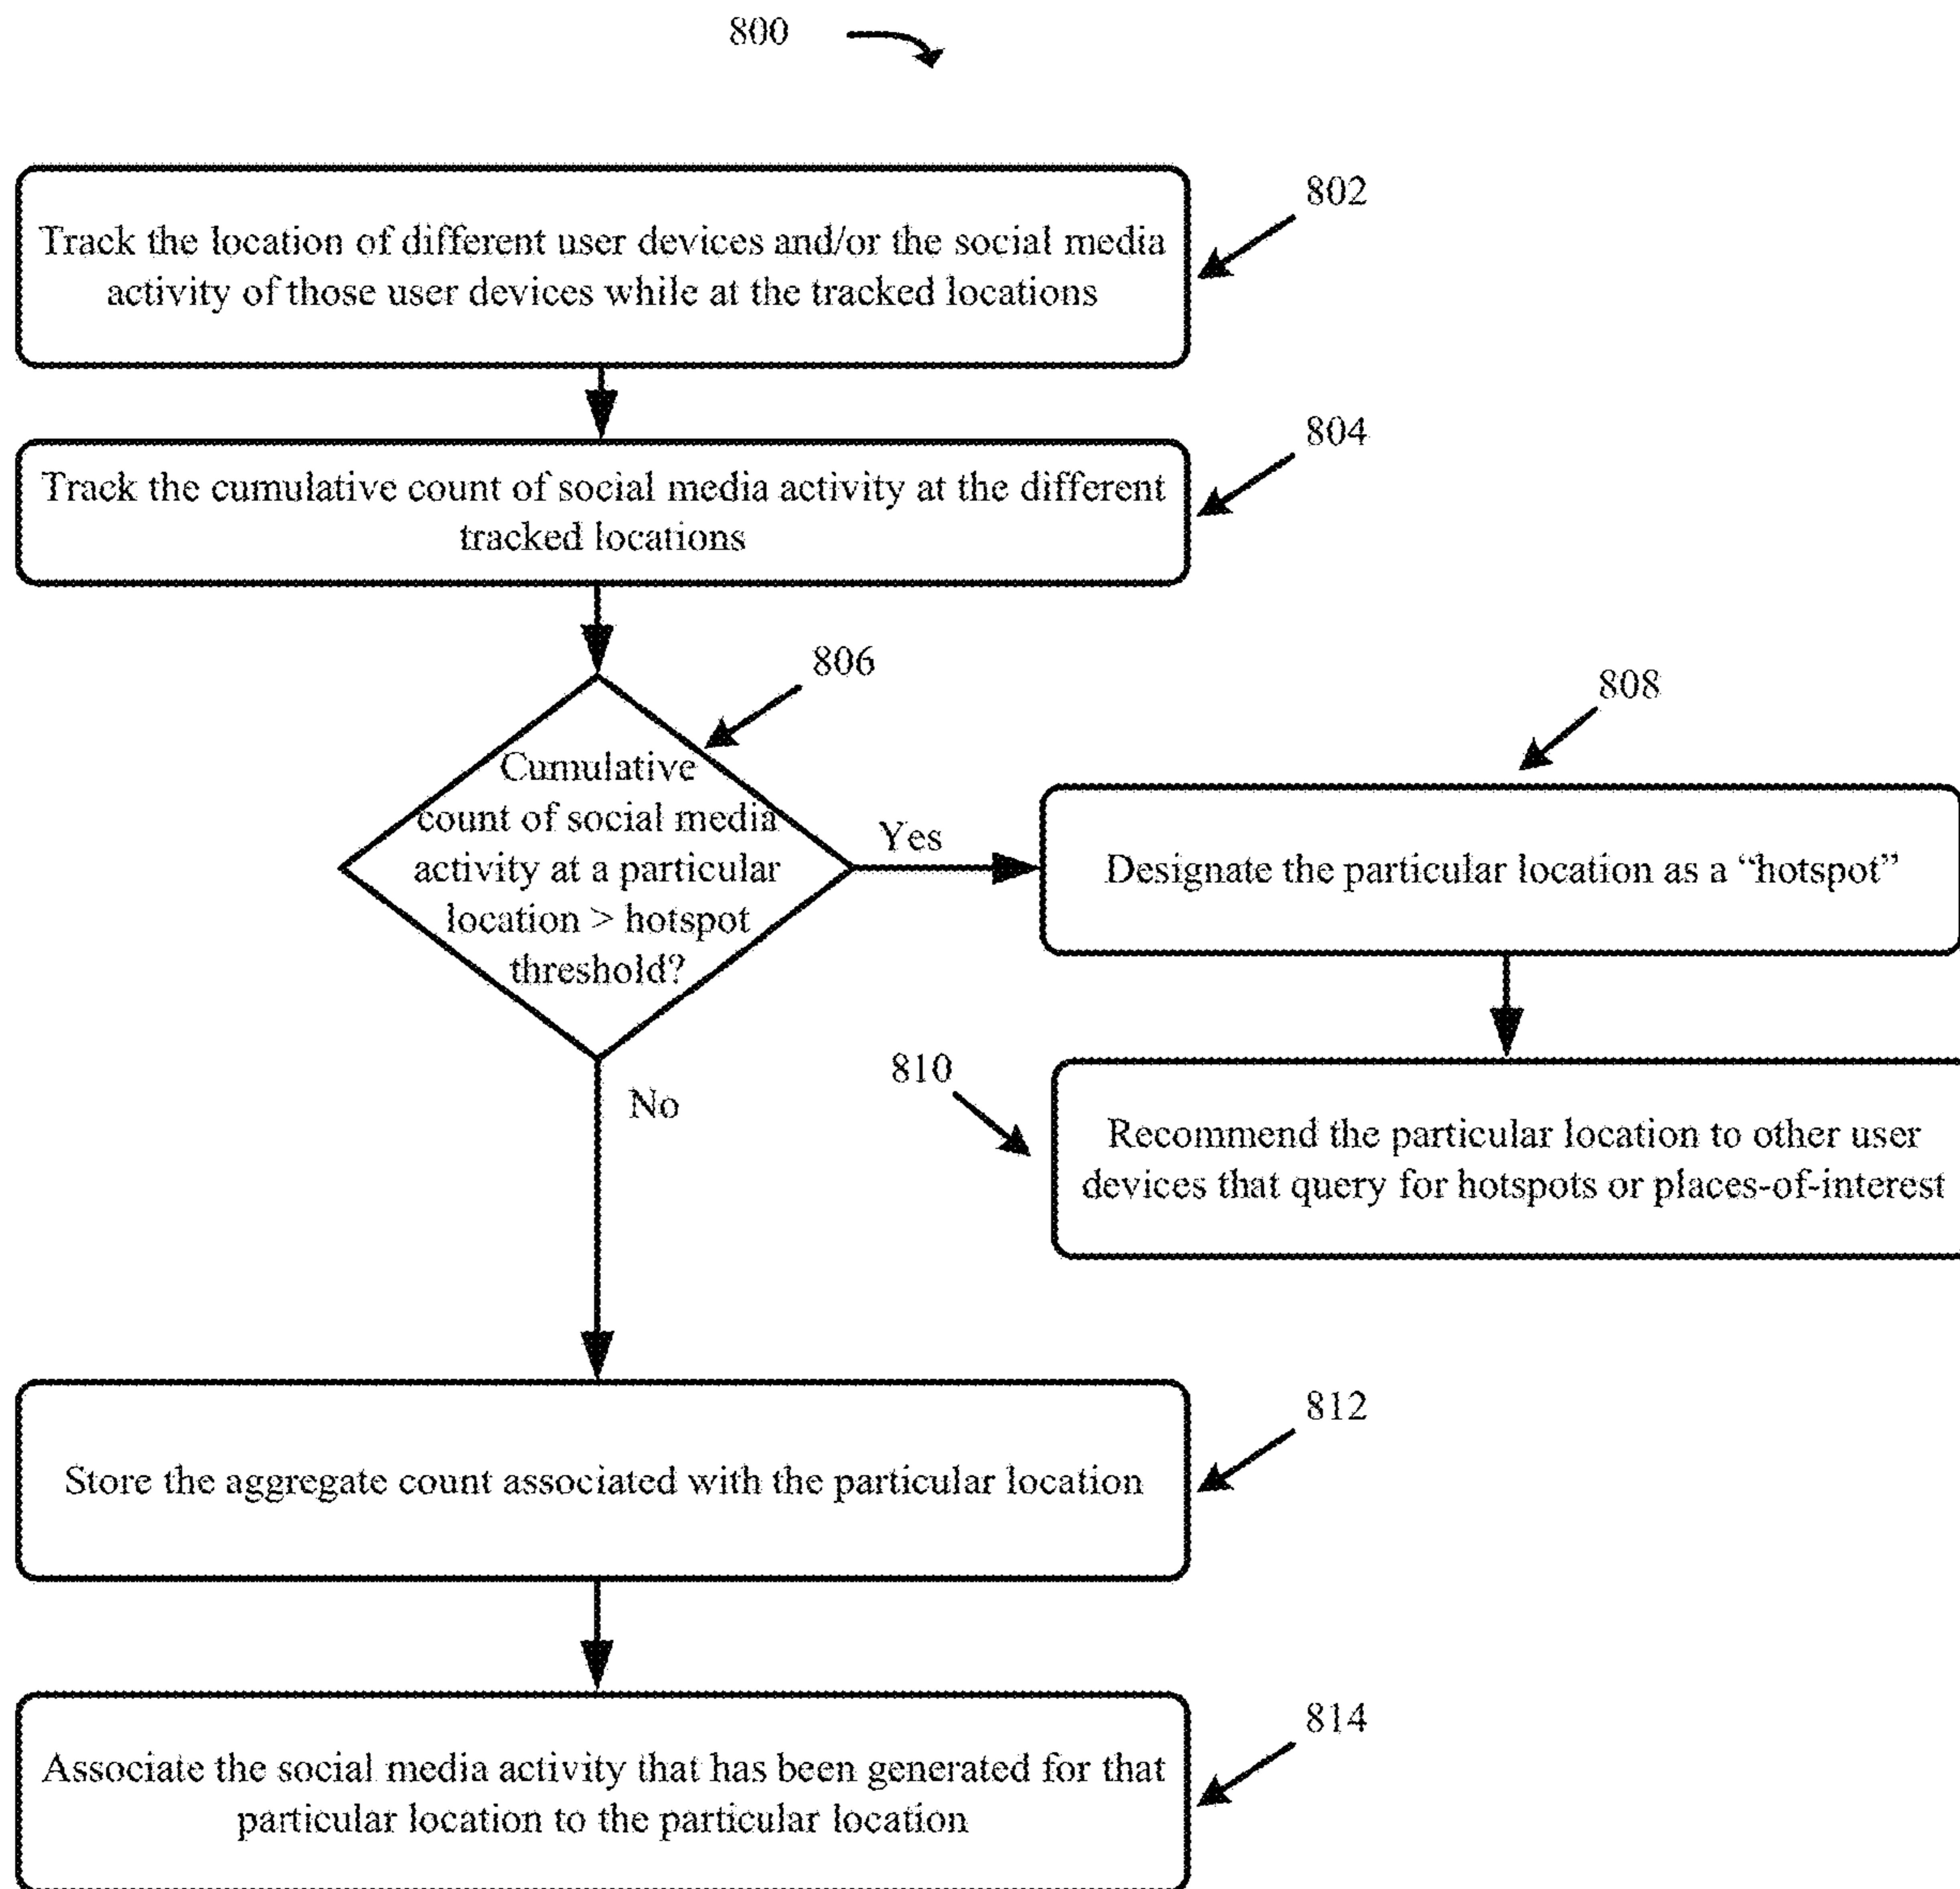 800
802
Track the location of different user devices and/or the social media
activity of those user devices while at the tracked locations
804
Track the cumulative count of social media activity at the different
tracked locations
806
Cumulative
count of social media
activity at a particular
location > hotspot
threshold?
Yes
808
Designate the particular location as a “hotspot”
810
Recommend the particular location to other user
devices that query for hotspots or places-of-interest
No
812
Store the aggregate count associated with the particular location
814
Associate the social media activity that has been generated for that
particular location to the particular location